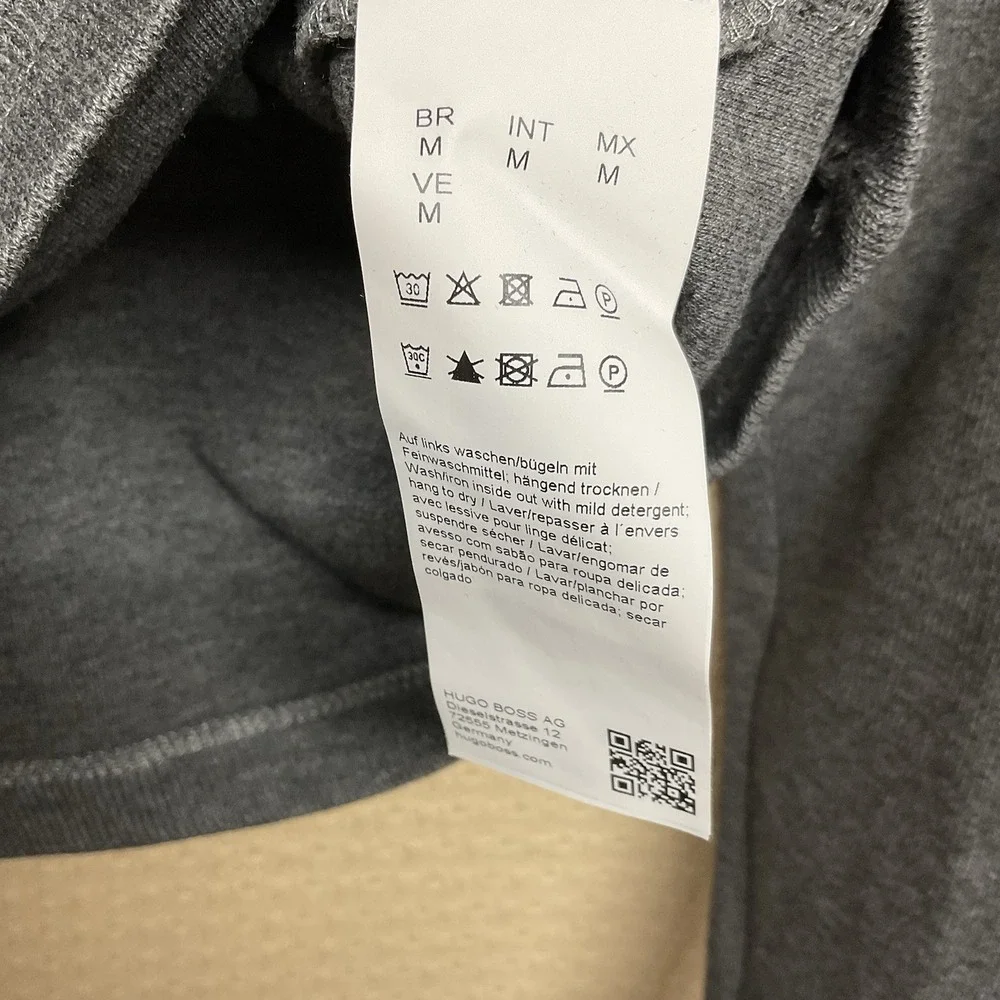 BR INT MX
M M M
VE
M
30 P
30C P
Auf links waschen/bügeln mit
Feinwaschmittel; hängend trocknen /
Wash/iron inside out with mild detergent;
hang to dry / Laver/repasser à l´envers
avec lessive pour linge délicat;
suspendre sécher / Lavar/engomar de
avesso com sabão para roupa delicada;
secar pendurado / Lavar/planchar por
revés/jabón para ropa delicada; secar
colgado
HUGO BOSS AG
Dieselstrasse 12
72555 Metzingen
Germany
hugoboss.com